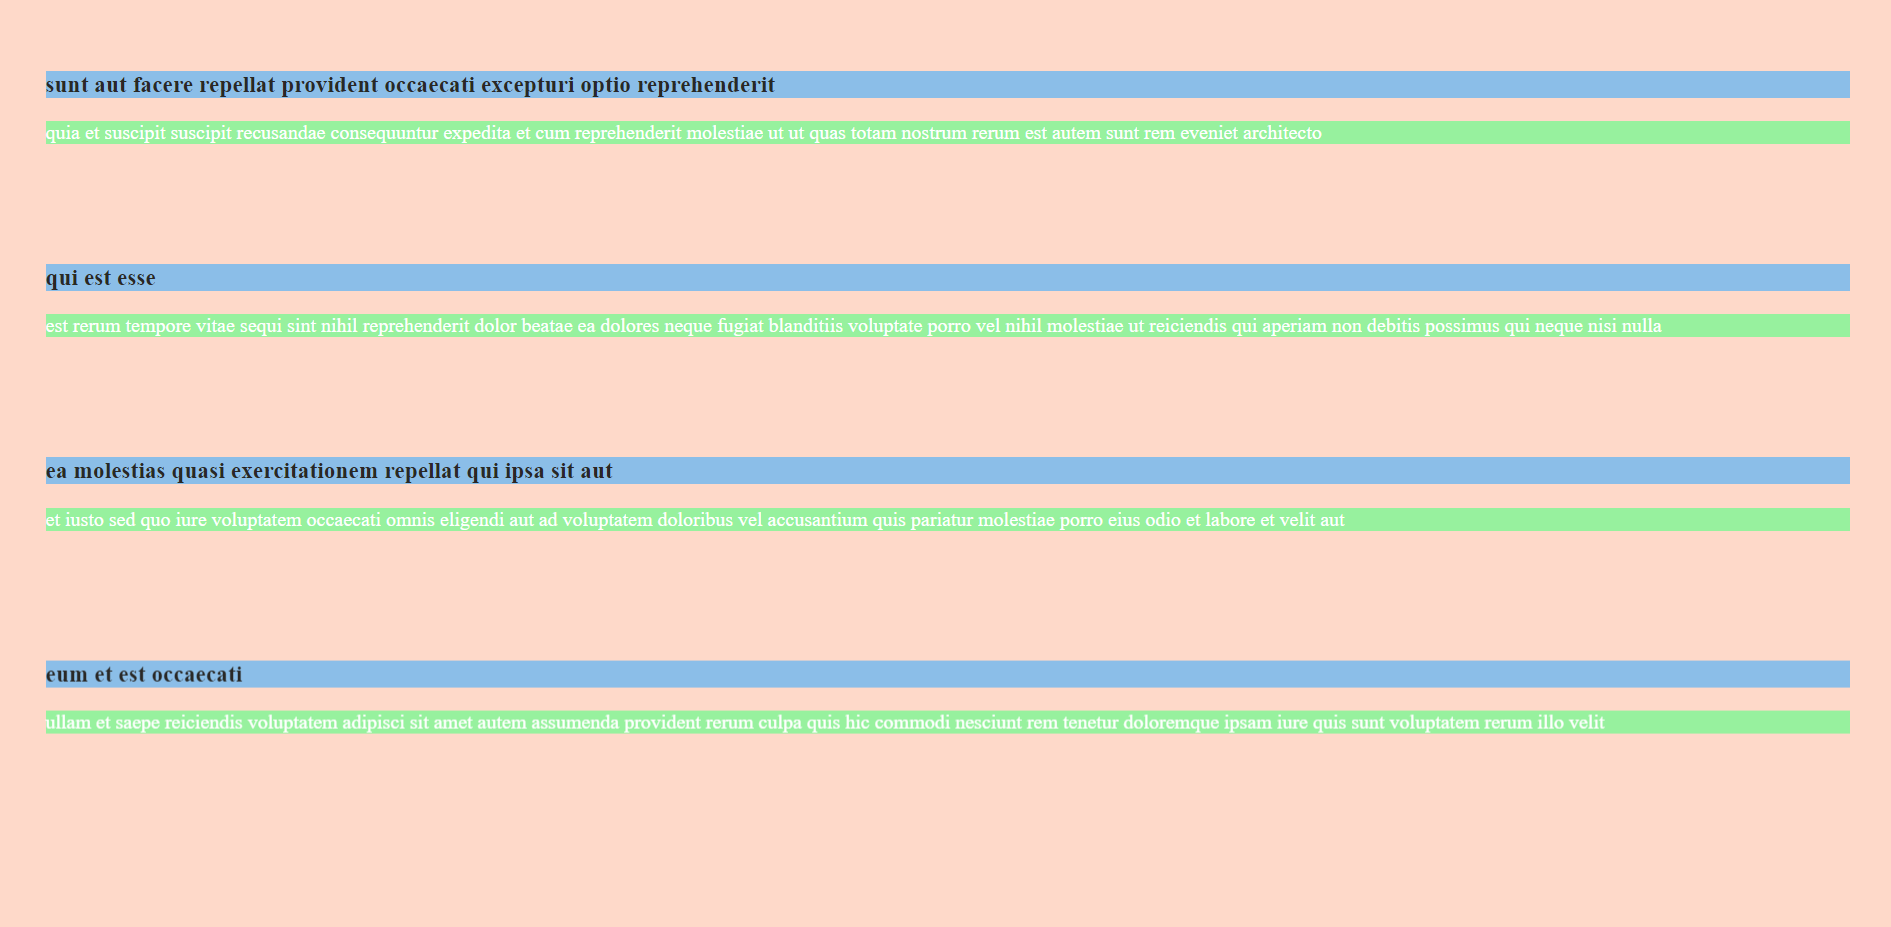 sunt aut facere repellat provident occaecati excepturi optio reprehenderit
quia et suscipit suscipit recusandae consequuntur expedita et cum reprehenderit molestiae ut ut quas totam nostrum rerum est autem sunt rem eveniet architecto
qui est esse
est rerum tempore vitae sequi sint nihil reprehenderit dolor beatae ea dolores neque fugiat blanditiis voluptate porro vel nihil molestiae ut reiciendis qui aperiam non debitis possimus qui neque nisi nulla
ea molestias quasi exercitationem repellat qui ipsa sit aut
et iusto sed quo iure voluptatem occaecati omnis eligendi aut ad voluptatem doloribus vel accusantium quis pariatur molestiae porro eius odio et labore et velit aut
eum et est occaecati
ullam et saepe reiciendis voluptatem adipisci sit amet autem assumenda provident rerum culpa quis hic commodi nesciunt rem tenetur doloremque ipsam iure quis sunt voluptatem rerum illo velit